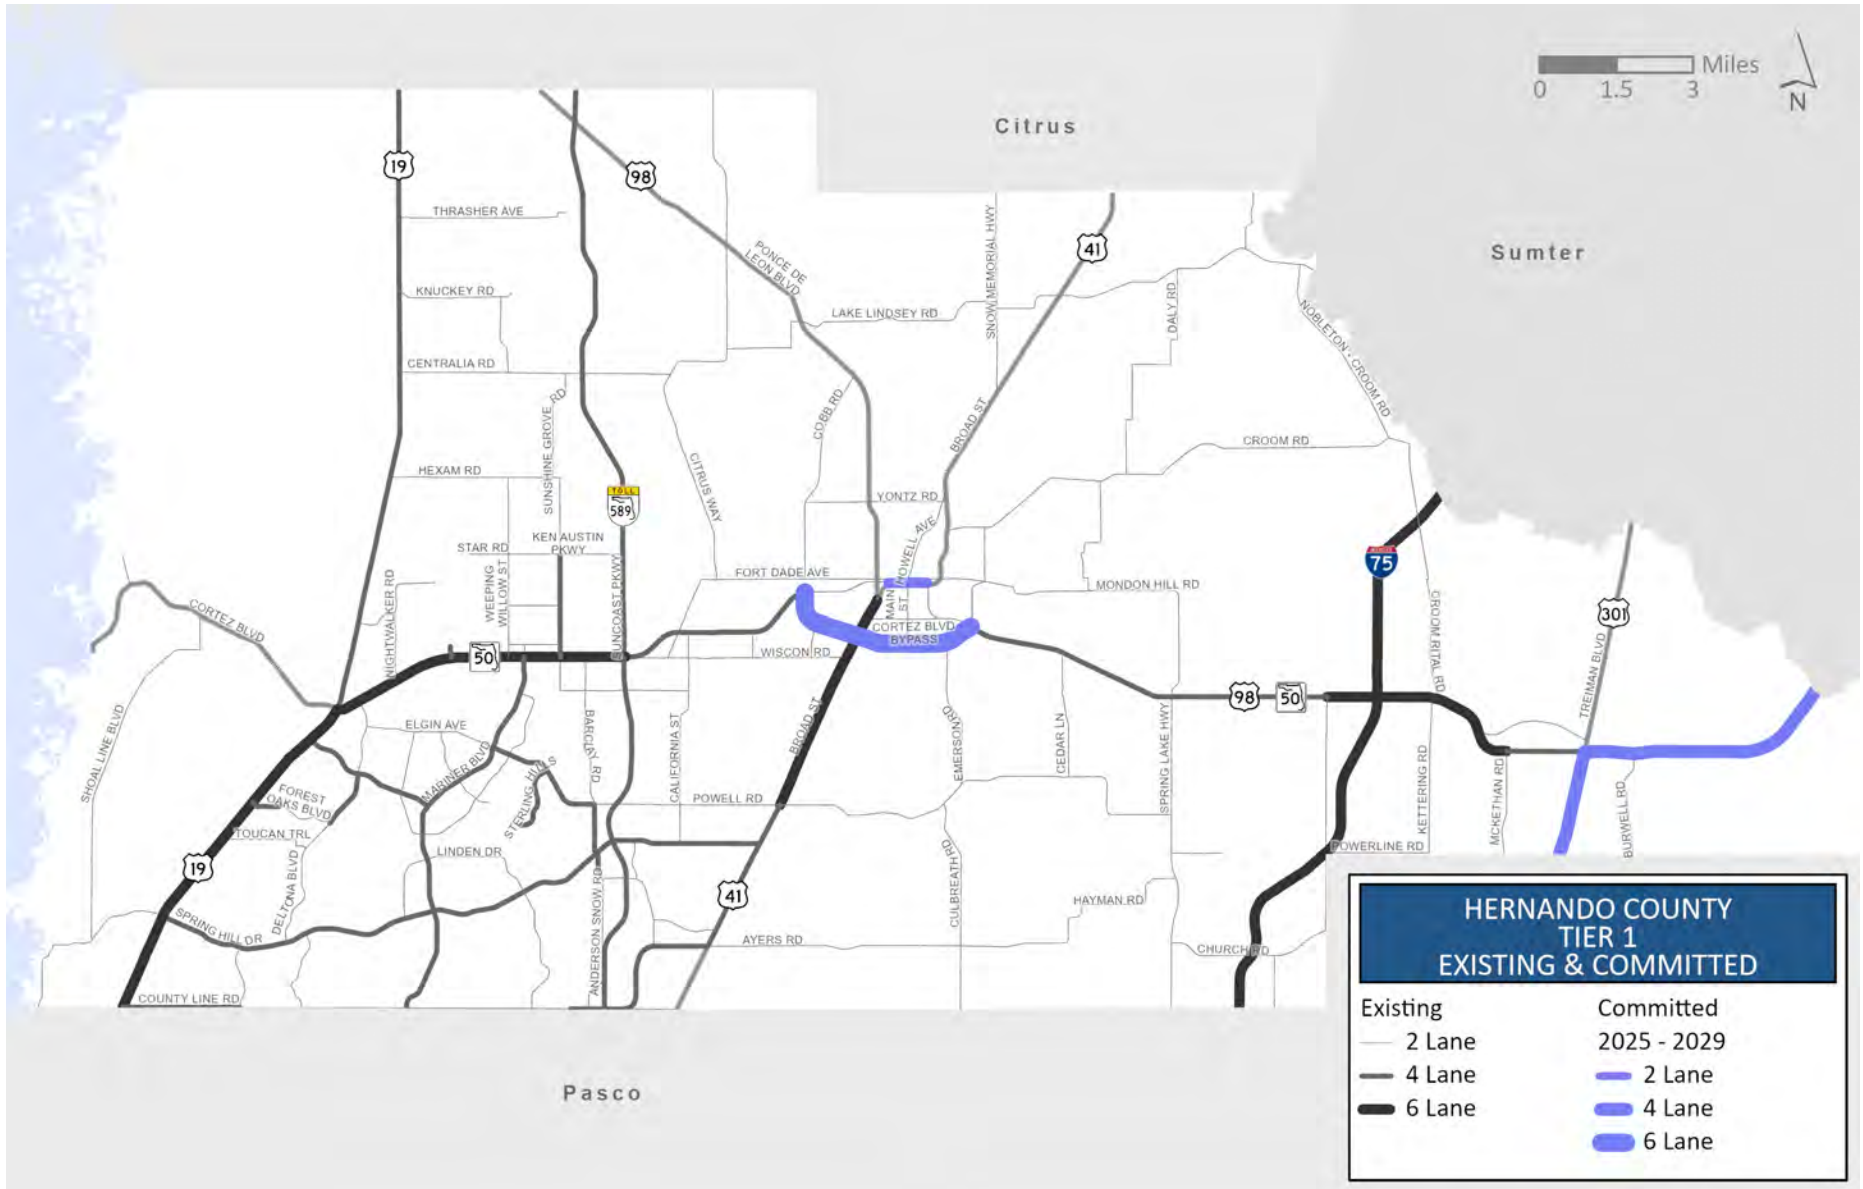 Miles
0 1.5 3
N
Citrus
Sumter
Pasco
19
98
41
THRASHER AVE
KNUCKEY RD
CENTRALIA RD
PONCE DE
LEON BLVD
LAKE LINDSEY RD
SNOW MEMORIAL HWY
DALY RD
NOBLETON - CROOM RD
CROOM RD
COBB RD
BROAD ST
SUNSHINE GROVE RD
HEXAM RD
CITRUS WAY
TOLL
589
YONTZ RD
HOWELL AVE
KEN AUSTIN
PKWY
STAR RD
WEEPING
WILLOW ST
SUNCOAST PKWY
FORT DADE AVE
MAIN
ST
MONDON HILL RD
75
CROOM RITAL RD
301
TREIMAN BLVD
CORTEZ BLVD
NIGHTWALKER RD
50
CORTEZ BLVD
BYPASS
WISCON RD
98
50
SHOAL LINE BLVD
ELGIN AVE
MARINER BLVD
BARCLAY RD
CALIFORNIA ST
BROAD ST
EMERSON RD
CEDAR LN
SPRING LAKE HWY
KETTERING RD
MCKETHAN RD
BURWELL RD
FOREST
OAKS BLVD
STERLING HILLS
POWELL RD
TOUCAN TRL
LINDEN DR
POWERLINE RD
19
DELTONA BLVD
SPRING HILL DR
ANDERSON SNOW RD
41
CULBREATH RD
HAYMAN RD
AYERS RD
CHURCH RD
COUNTY LINE RD
HERNANDO COUNTY
TIER 1
EXISTING & COMMITTED
Existing
2 Lane
4 Lane
6 Lane
Committed
2025 - 2029
2 Lane
4 Lane
6 Lane